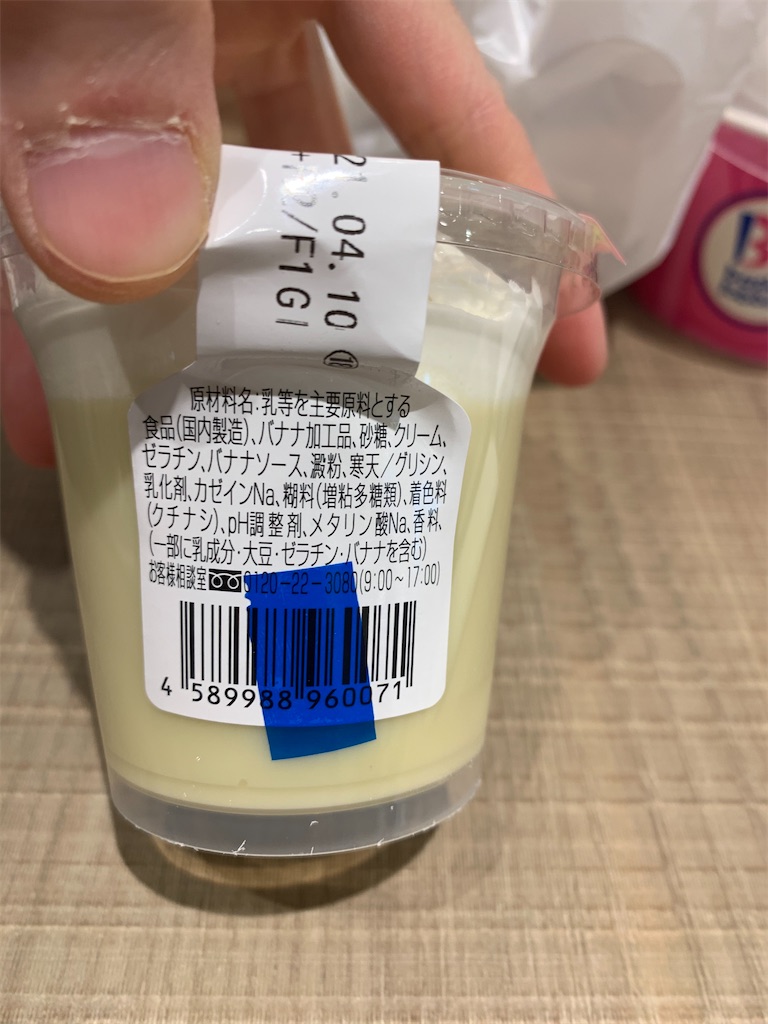 21.04.10
/F1G
原材料名:乳等を主要原料とする
食品(国内製造)、バナナ加工品、砂糖、クリーム、
ゼラチン、バナナソース、澱粉、寒天/グリシン、
乳化剤、カゼインNa、糊料(増粘多糖類)、着色料
(クチナシ)、pH調整剤、メタリン酸Na、香料、
(一部に乳成分・大豆・ゼラチン・バナナを含む)
お客様相談室 0120-22-3080(9:00~17:00)
4 589988 960071